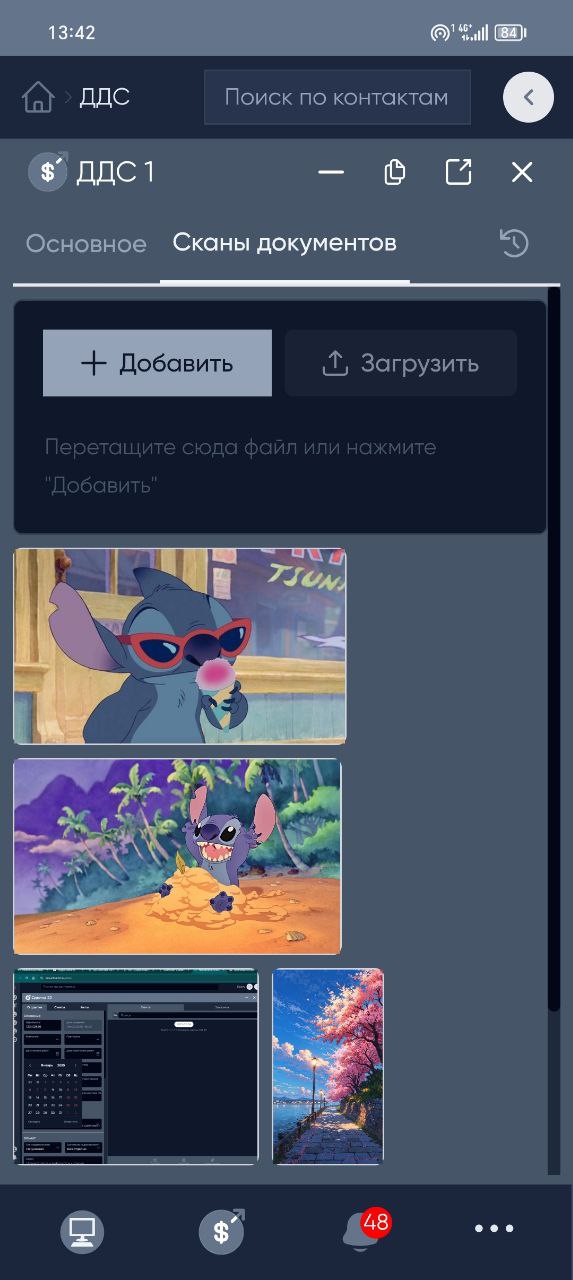 13:42
4G+
84
ДДС
Поиск по контактам
ДДС 1
Основное
Сканы документов
Добавить
Загрузить
Перетащите сюда файл или нажмите
"Добавить"
TSUN
48